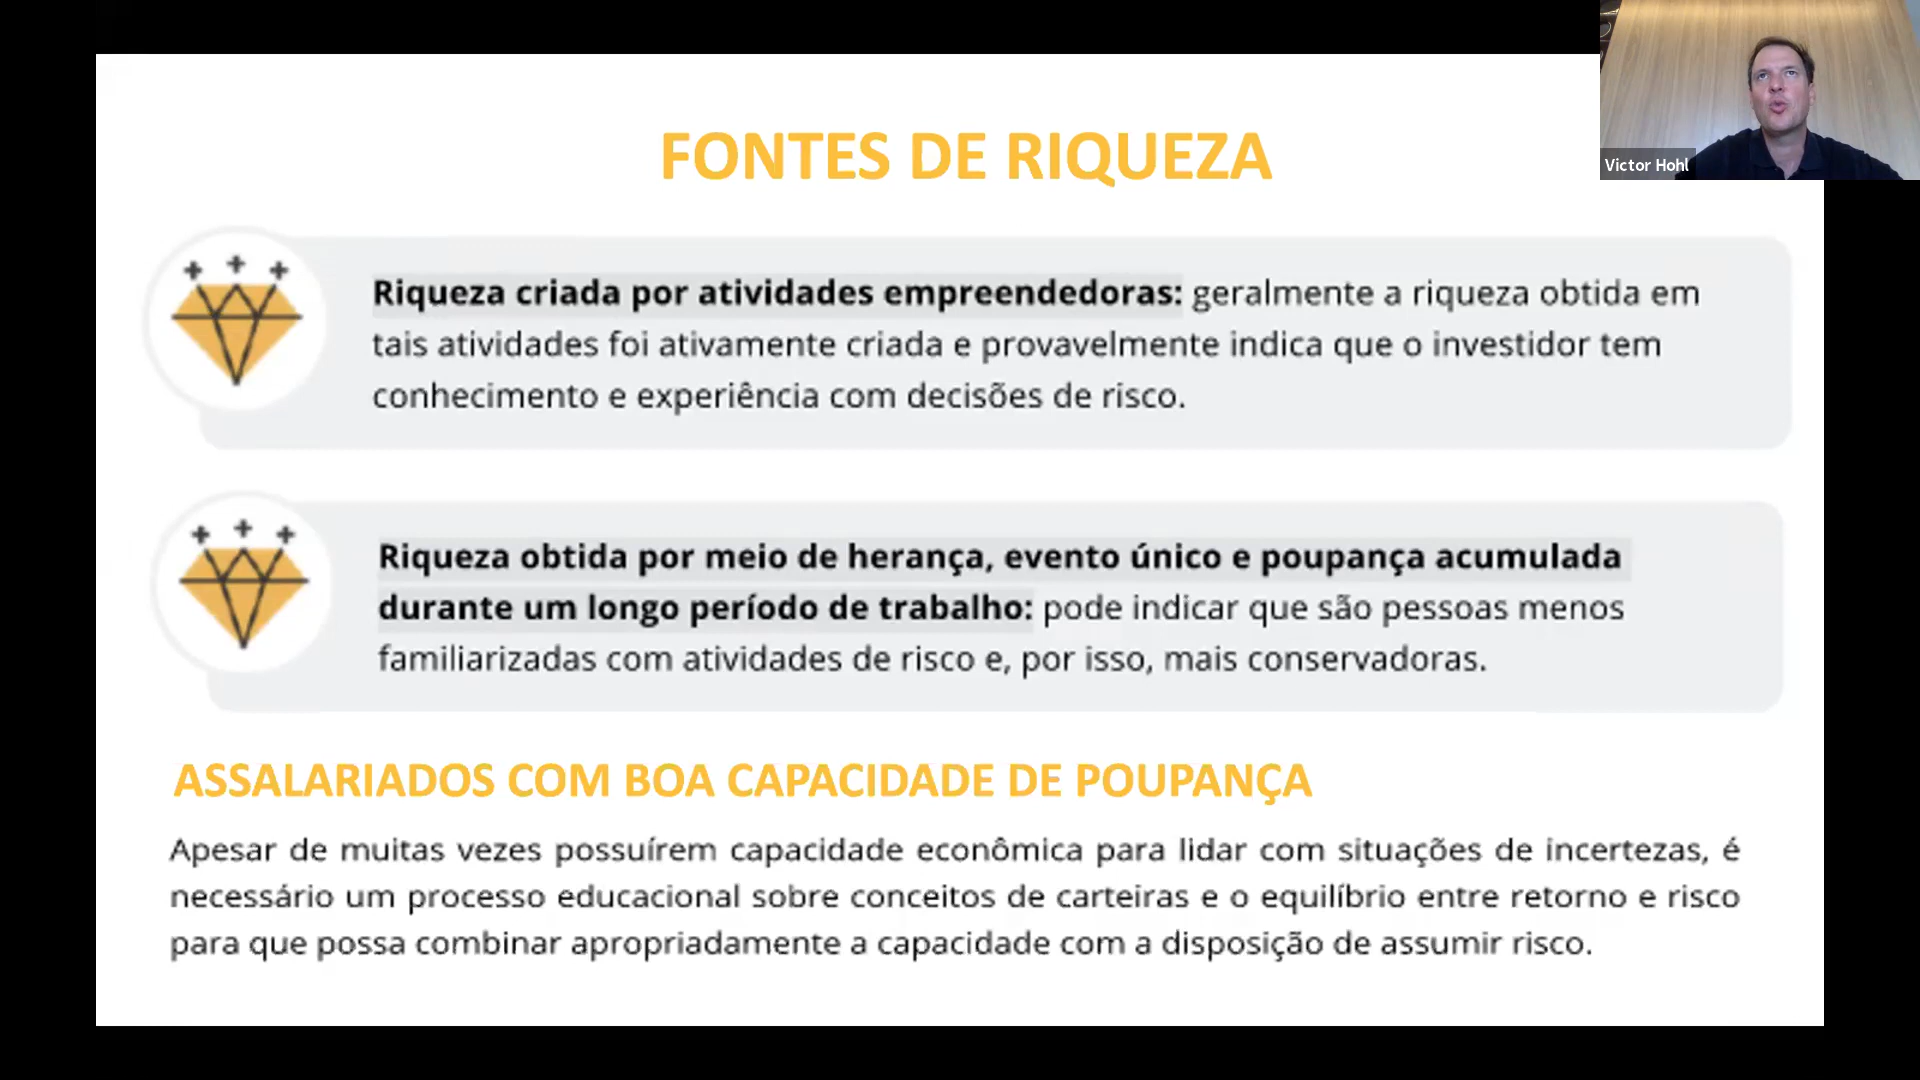 FONTES DE RIQUEZA
Victor Hohl
Riqueza criada por atividades empreendedoras: geralmente a riqueza obtida em
tais atividades foi ativamente criada e provavelmente indica que o investidor tem
conhecimento e experiência com decisões de risco.
Riqueza obtida por meio de herança, evento único e poupança acumulada
durante um longo período de trabalho: pode indicar que são pessoas menos
familiarizadas com atividades de risco e, por isso, mais conservadoras.
ASSALARIADOS COM BOA CAPACIDADE DE POUPANÇA
Apesar de muitas vezes possuírem capacidade econômica para lidar com situações de incertezas, é
necessário um processo educacional sobre conceitos de carteiras e o equilíbrio entre retorno e risco
para que possa combinar apropriadamente a capacidade com a disposição de assumir risco.